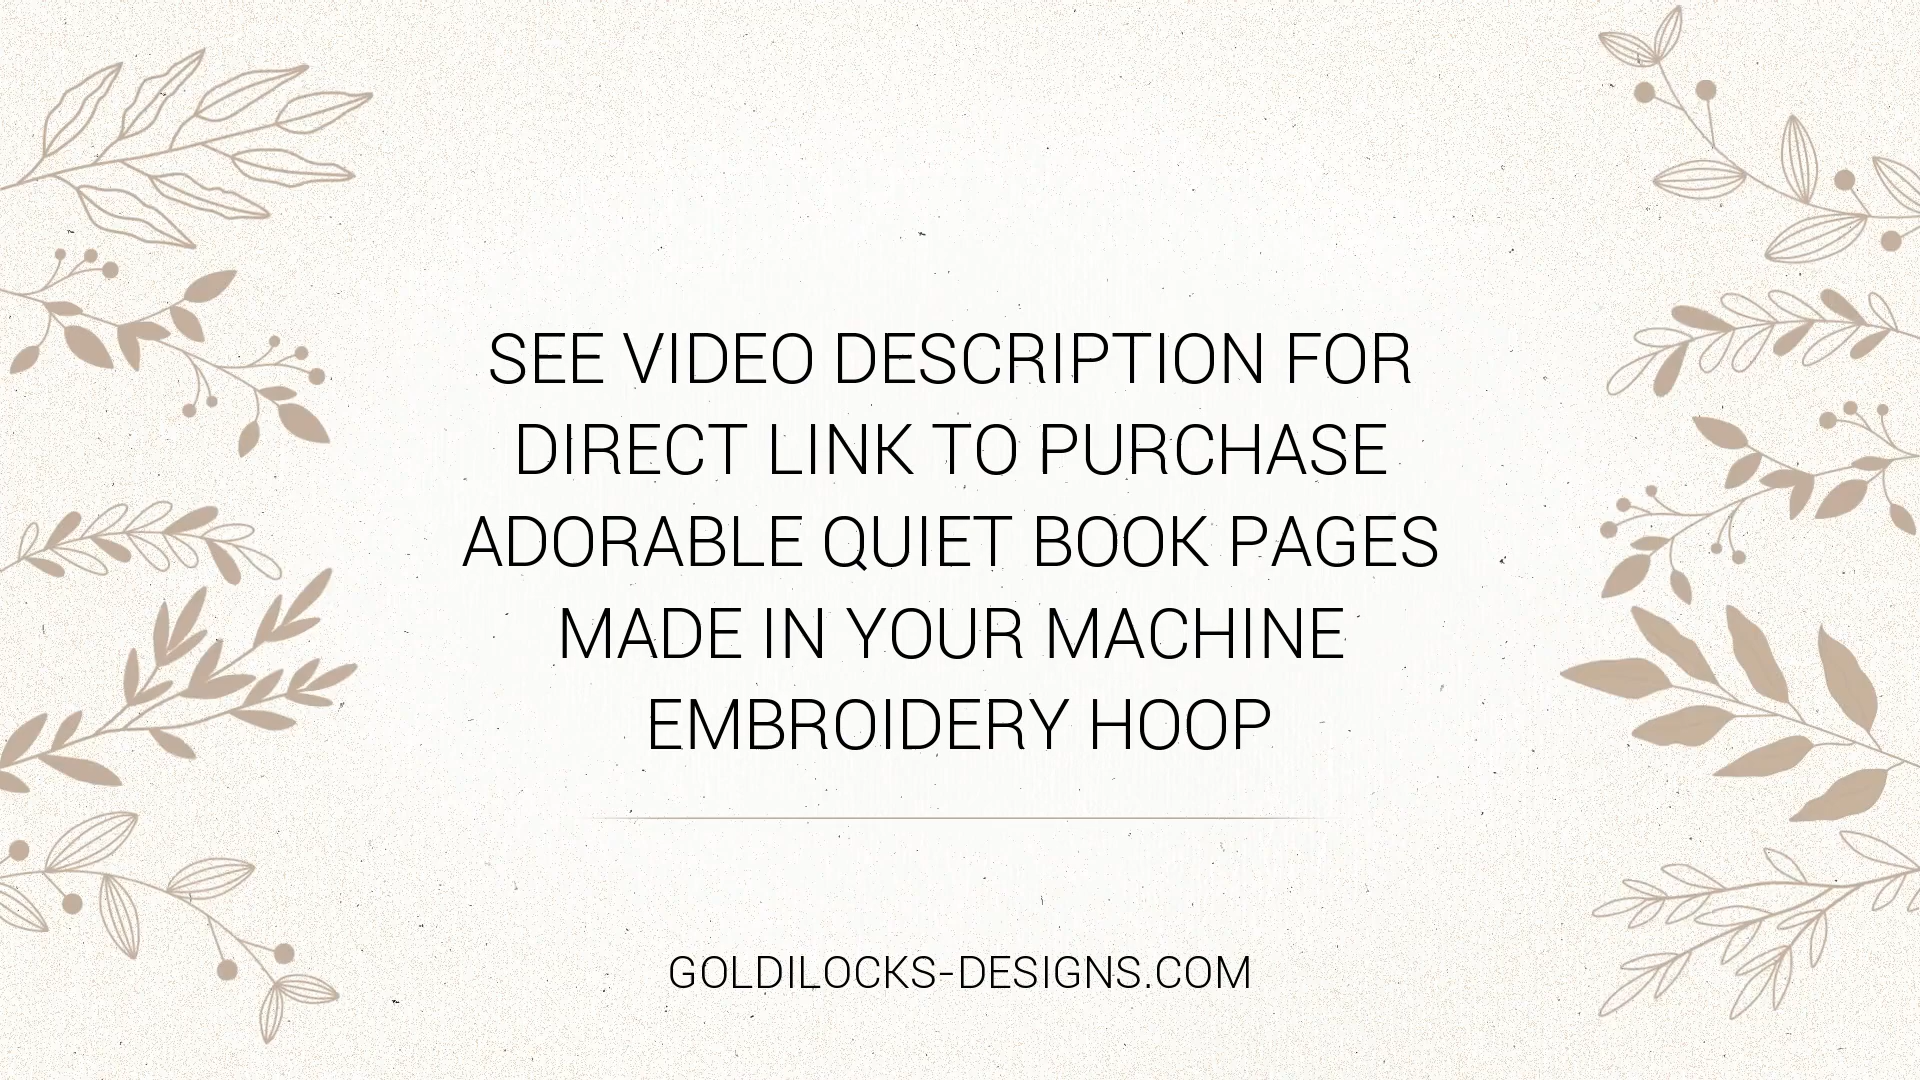 SEE VIDEO DESCRIPTION FOR
DIRECT LINK TO PURCHASE
ADORABLE QUIET BOOK PAGES
MADE IN YOUR MACHINE
EMBROIDERY HOOP
GOLDILOCKS-DESIGNS.COM